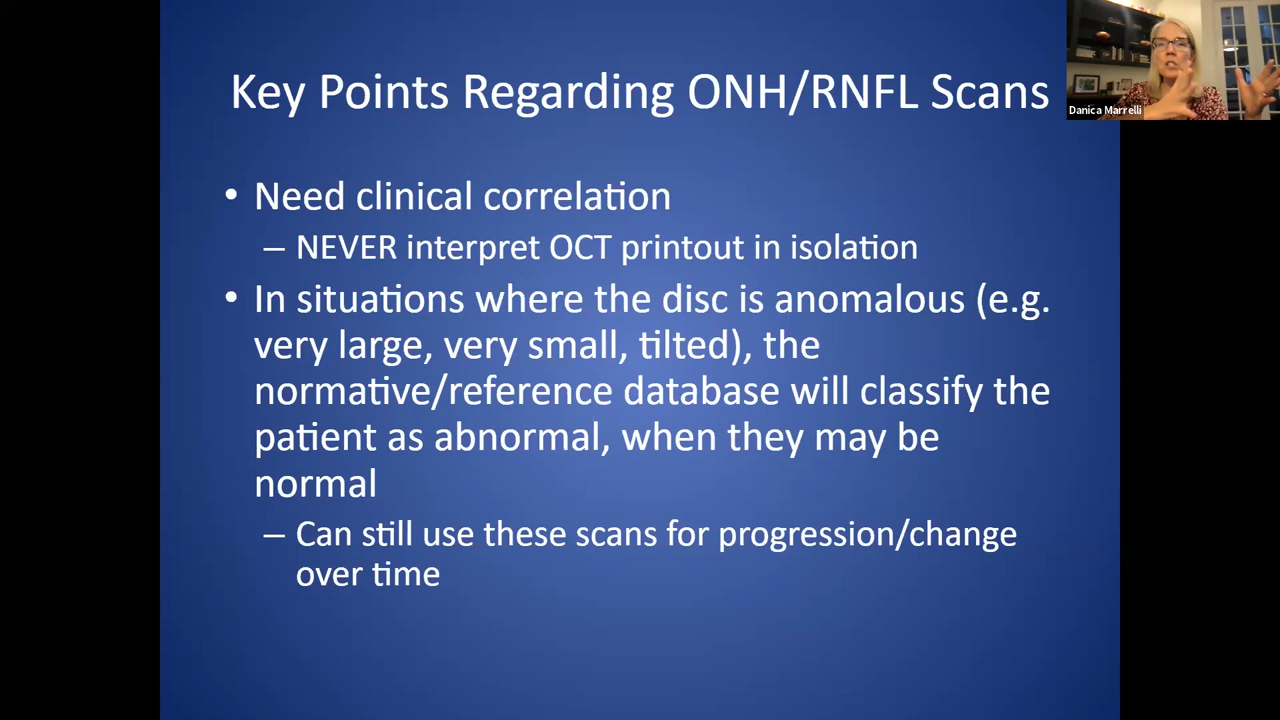 Key Points Regarding ONH/RNFL Scans
Danica Marrelli
• Need clinical correlation
– NEVER interpret OCT printout in isolation
• In situations where the disc is anomalous (e.g.
very large, very small, tilted), the
normative/reference database will classify the
patient as abnormal, when they may be
normal
– Can still use these scans for progression/change
over time